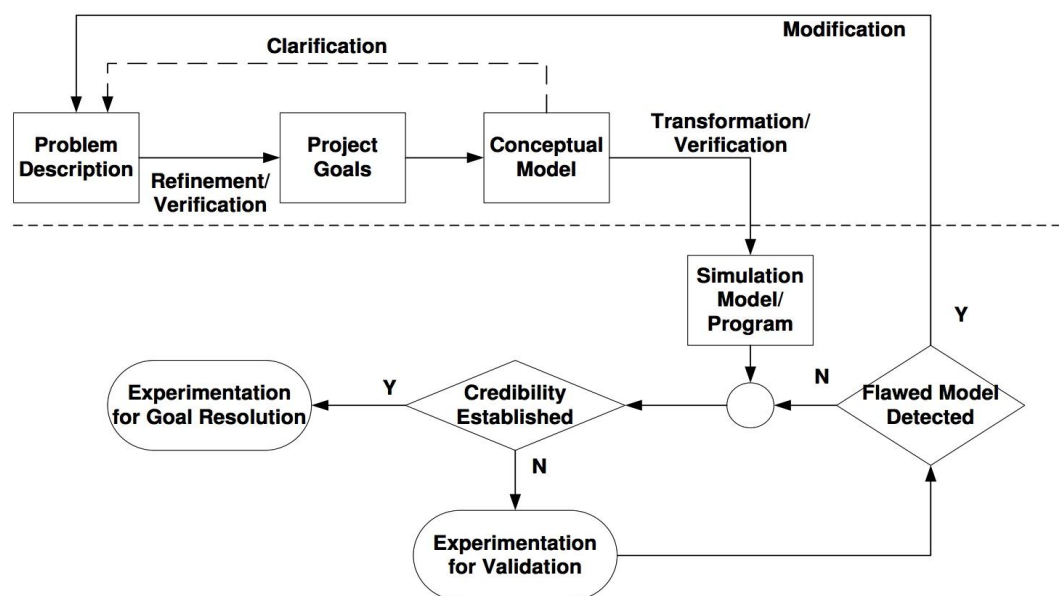 Modification
Clarification
Problem
Description
Refinement/
Verification
Project
Goals
Conceptual
Model
Transformation/
Verification
Simulation
Model/
Program
Y
N
Flawed Model
Detected
Credibility
Established
Y
Experimentation
for Goal Resolution
N
Experimentation
for Validation